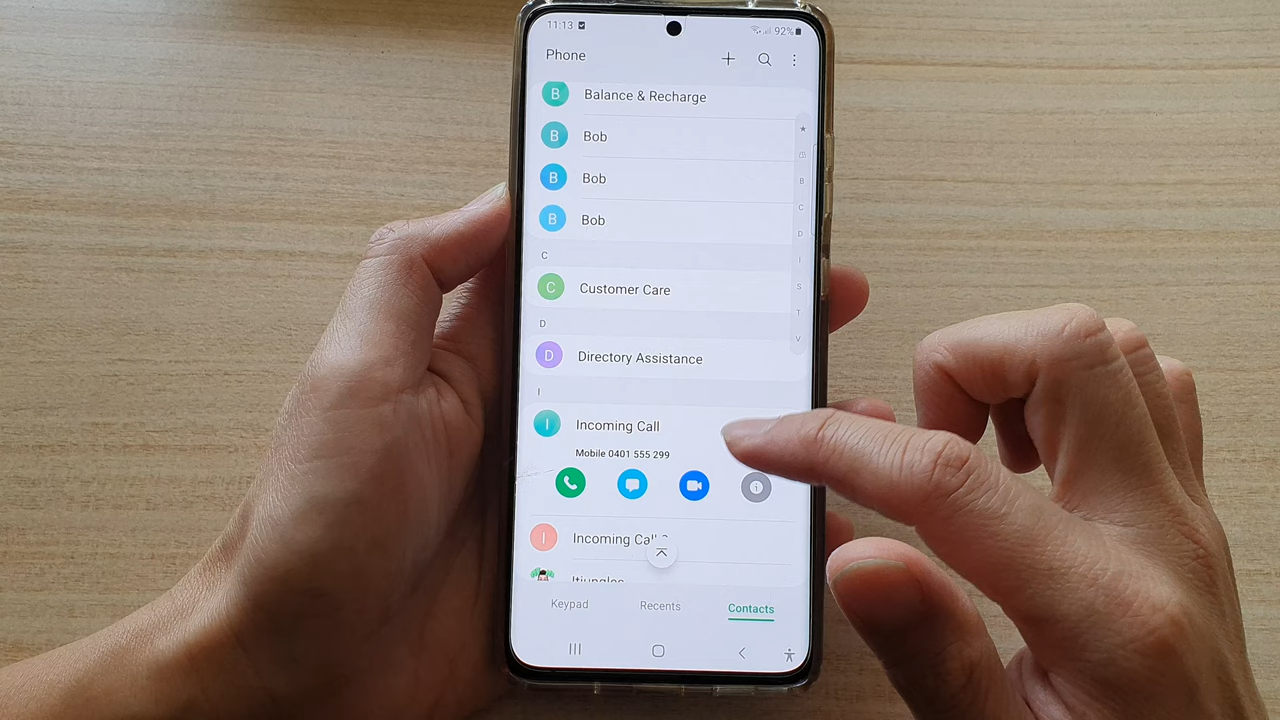 11:13 92%
Phone
B Balance & Recharge
B Bob
B Bob
B Bob
C
C Customer Care
D
D Directory Assistance
I
I Incoming Call
Mobile 0401 555 299
I Incoming Call
Itjungles
Keypad Recents Contacts
B
C
D
I
S
T
V